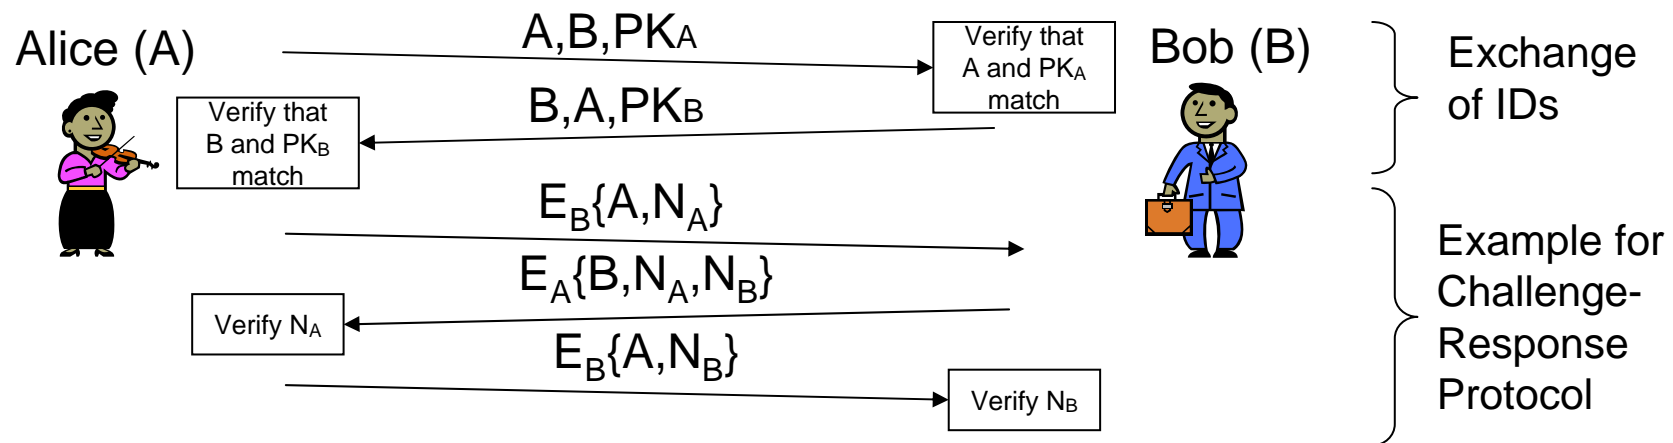 Alice (A)
A,B,PKA
Verify that
A and PKA
match
Bob (B)
Exchange
of IDs
Verify that
B and PKB
match
B,A,PKB
EB{A,NA}
EA{B,NA,NB}
Verify NA
EB{A,NB}
Verify NB
Example for
Challenge-
Response
Protocol